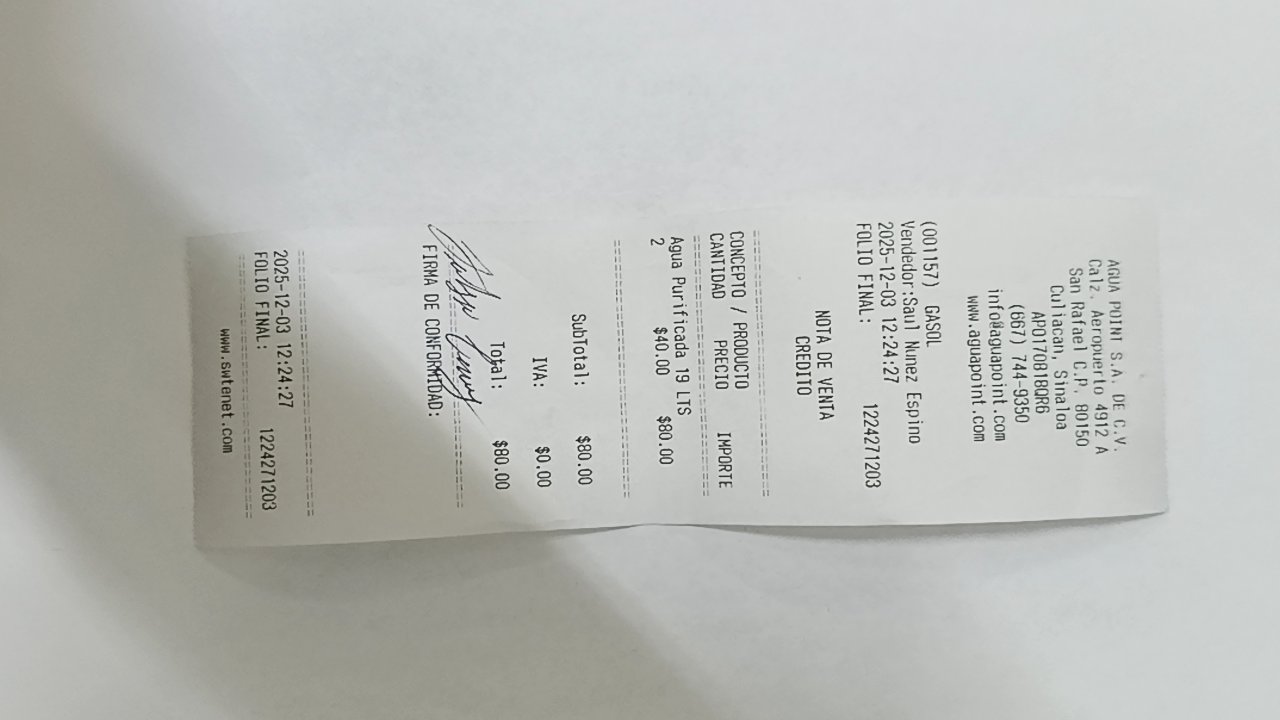 AGUA POINT S.A. DE C.V.
Calz. Aeropuerto 4912 A
San Rafael C.P. 80150
Culiacan, Sinaloa
APO170818QR6
(667) 744-9350
info@aguapoint.com
www.aguapoint.com
(001157) GASOL
Vendedor:Saul Nunez Espino
2025-12-03 12:24:27
FOLIO FINAL: 1224271203
NOTA DE VENTA
CREDITO
CONCEPTO / PRODUCTO
CANTIDAD PRECIO IMPORTE
Agua Purificada 19 LTS
2 $40.00 $80.00
SubTotal: $80.00
IVA: $0.00
Total: $80.00
FIRMA DE CONFORMIDAD:
2025-12-03 12:24:27
FOLIO FINAL: 1224271203
www.swtenet.com